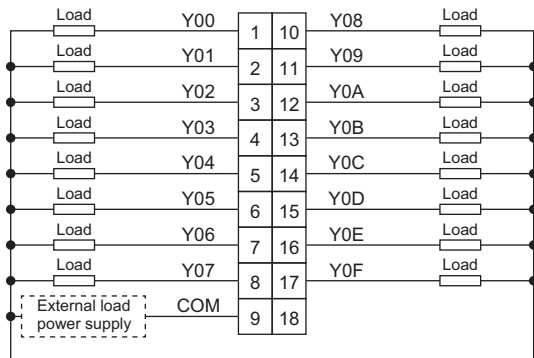 Load Y00 1 10 Y08 Load
Load Y01 2 11 Y09 Load
Load Y02 3 12 Y0A Load
Load Y03 4 13 Y0B Load
Load Y04 5 14 Y0C Load
Load Y05 6 15 Y0D Load
Load Y06 7 16 Y0E Load
Load Y07 8 17 Y0F Load
External load
power supply
COM 9 18